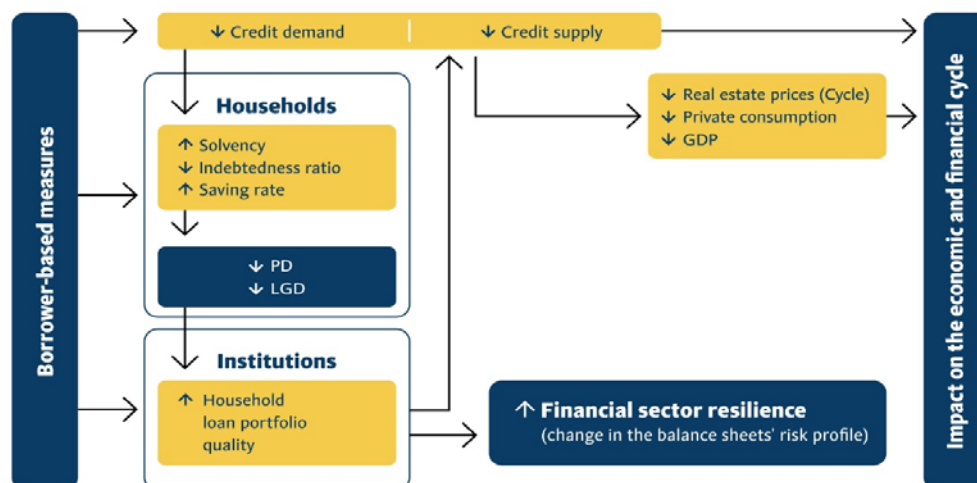 Borrower-based measures
↓ Credit demand
↓ Credit supply
Households
↑ Solvency
↓ Indebtedness ratio
↑ Saving rate
↓ PD
↓ LGD
Institutions
↑ Household
loan portfolio
quality
↓ Real estate prices (Cycle)
↓ Private consumption
↓ GDP
↑ Financial sector resilience
(change in the balance sheets' risk profile)
Impact on the economic and financial cycle